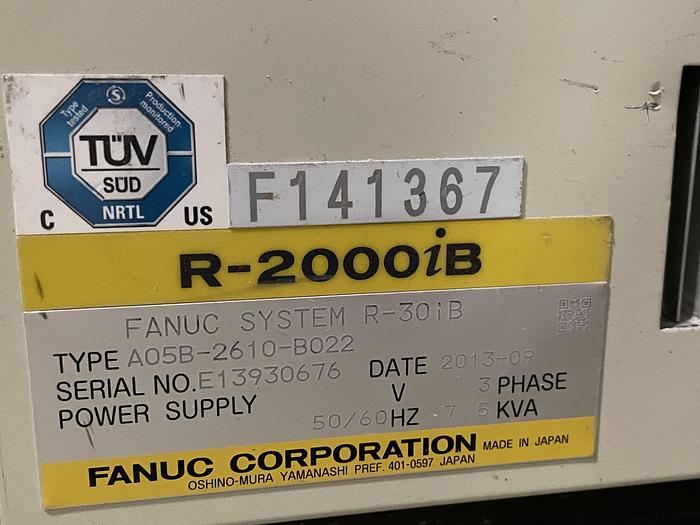 Type tested
Production monitored
S
TÜV
SÜD
NRTL
C US
F141367
R-2000iB
FANUC SYSTEM R-30iB
TYPE A05B-2610-B022
SERIAL NO. E13930676 DATE 2013-09
POWER SUPPLY V 3 PHASE
50/60 HZ 7.5 KVA
FANUC CORPORATION MADE IN JAPAN
OSHINO-MURA YAMANASHI PREF. 401-0597 JAPAN